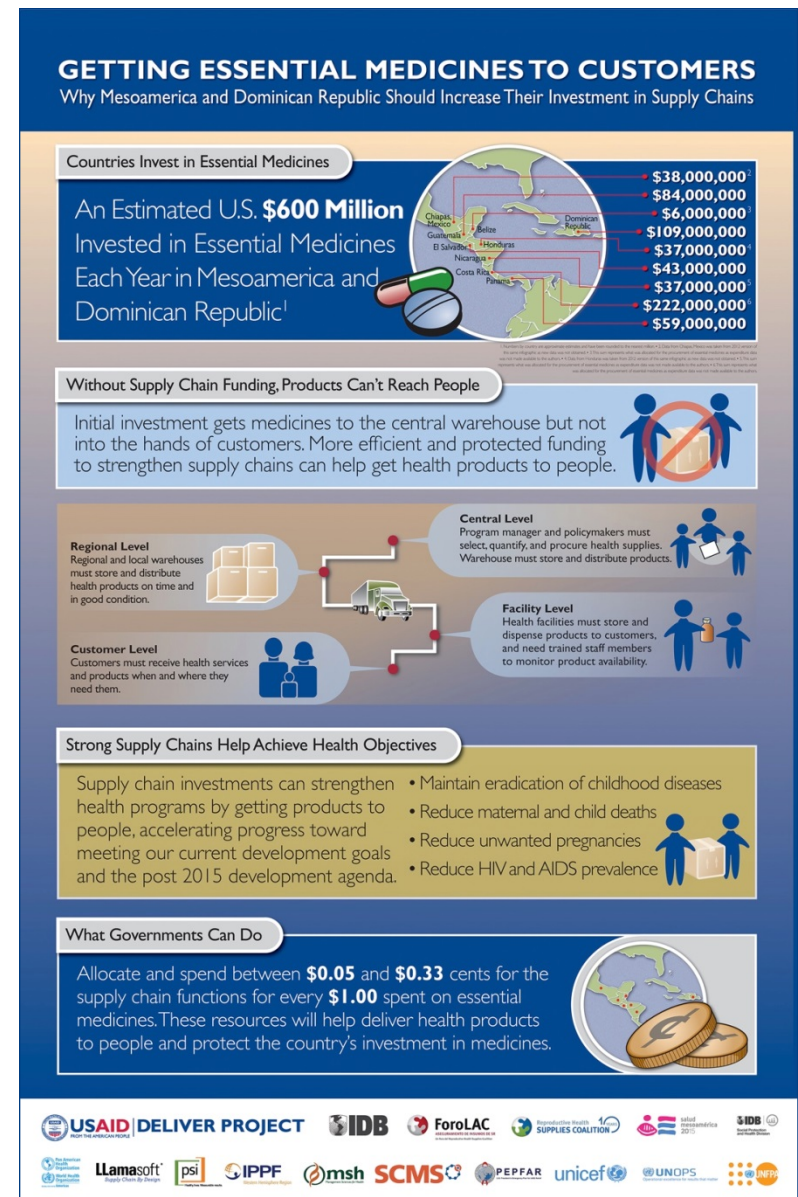 GETTING ESSENTIAL MEDICINES TO CUSTOMERS
Why Mesoamerica and Dominican Republic Should Increase Their Investment in Supply Chains
Countries Invest in Essential Medicines
An Estimated U.S. $600 Million
Invested in Essential Medicines
Each Year in Mesoamerica and
Dominican Republic¹
Chiapas,
Mexico
Guatemala
Belize
El Salvador
Honduras
Nicaragua
Costa Rica
Panama
Dominican
Republic
$38,000,000²
$84,000,000
$6,000,000³
$109,000,000
$37,000,000⁴
$43,000,000
$37,000,000⁵
$222,000,000⁶
$59,000,000
Without Supply Chain Funding, Products Can't Reach People
Initial investment gets medicines to the central warehouse but not
into the hands of customers. More efficient and protected funding
to strengthen supply chains can help get health products to people.
Central Level
Program manager and policymakers must
select, quantify, and procure health supplies.
Warehouse must store and distribute products.
Regional Level
Regional and local warehouses
must store and distribute
health products on time and
in good condition.
Facility Level
Health facilities must store and
dispense products to customers,
and need trained staff members
to monitor product availability.
Customer Level
Customers must receive health services
and products when and where they
need them.
Strong Supply Chains Help Achieve Health Objectives
Supply chain investments can strengthen
health programs by getting products to
people, accelerating progress toward
meeting our current development goals
and the post 2015 development agenda.
• Maintain eradication of childhood diseases
• Reduce maternal and child deaths
• Reduce unwanted pregnancies
• Reduce HIV and AIDS prevalence
What Governments Can Do
Allocate and spend between $0.05 and $0.33 cents for the
supply chain functions for every $1.00 spent on essential
medicines. These resources will help deliver health products
to people and protect the country's investment in medicines.
USAID DELIVER PROJECT
FROM THE AMERICAN PEOPLE
IDB
ForoLAC
Reproductive Health
SUPPLIES COALITION
salud
mesoamérica
2015
IDB
Pan American
Health
Organization
World Health
Organization
LLamasoft
Supply Chain By Design
psi
IPPF
msh
SCMS
PEPFAR
unicef
UNOPS
UNFPA